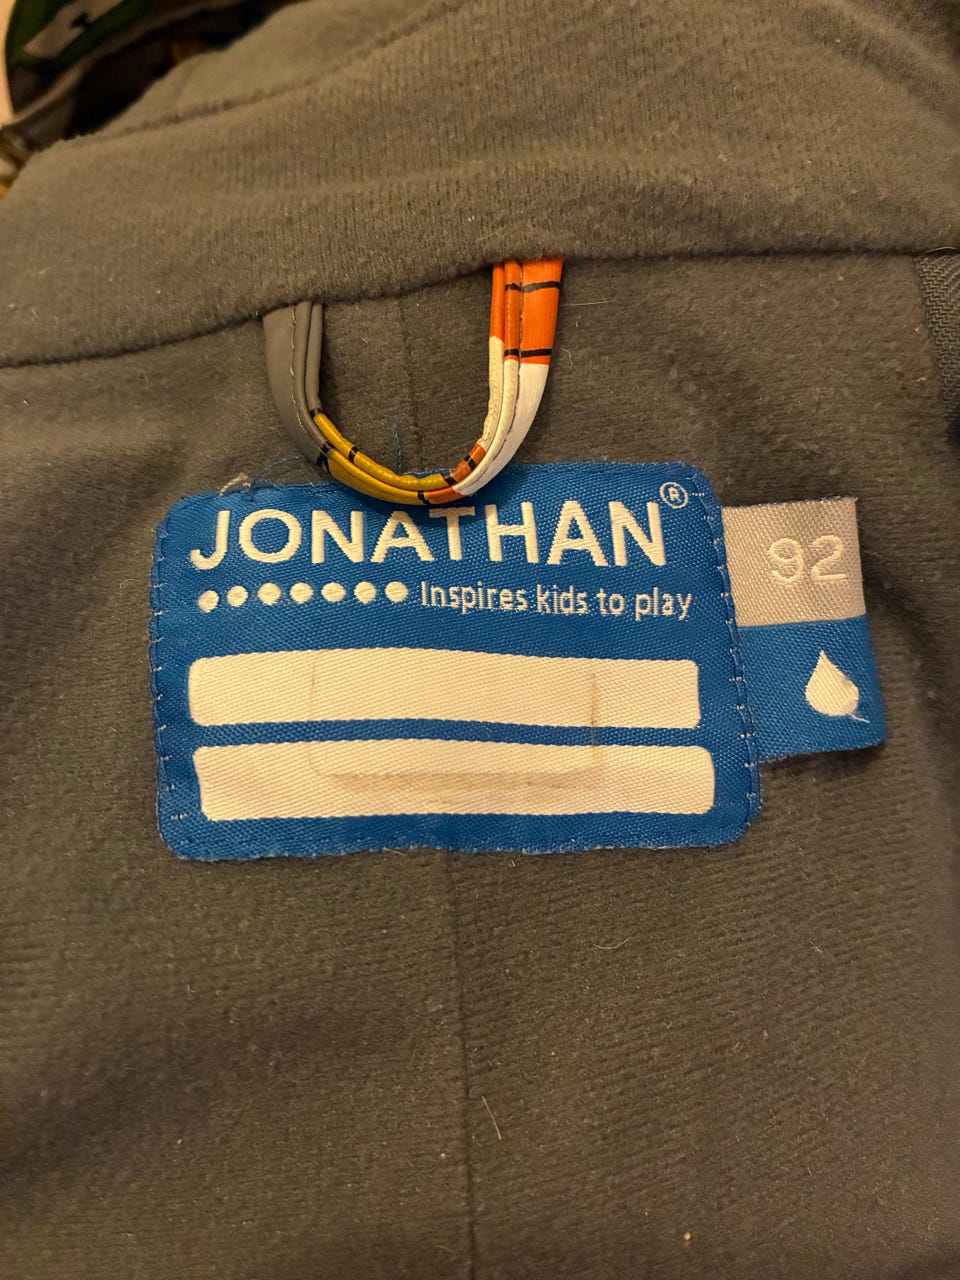 JONATHAN®
Inspires kids to play
92